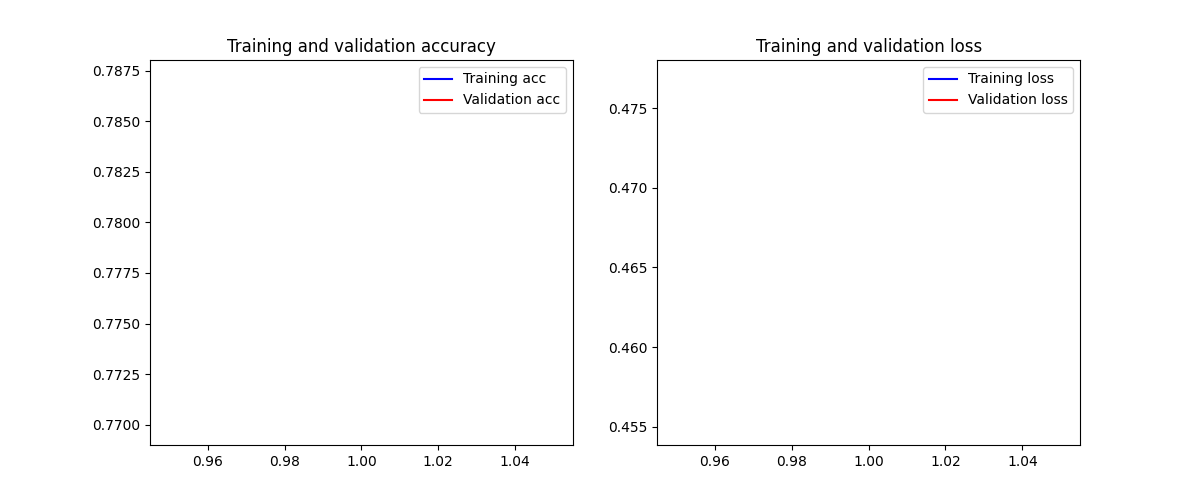 Training and validation accuracy
0.7875
0.7850
0.7825
0.7800
0.7775
0.7750
0.7725
0.7700
0.96 0.98 1.00 1.02 1.04
Training acc
Validation acc
Training and validation loss
0.475
0.470
0.465
0.460
0.455
0.96 0.98 1.00 1.02 1.04
Training loss
Validation loss